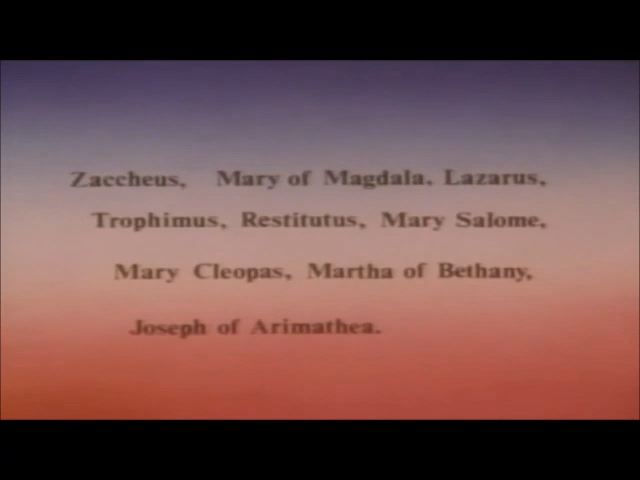 Zaccheus, Mary of Magdala, Lazarus,
Trophimus, Restitutus, Mary Salome,
Mary Cleopas, Martha of Bethany,
Joseph of Arimathea.